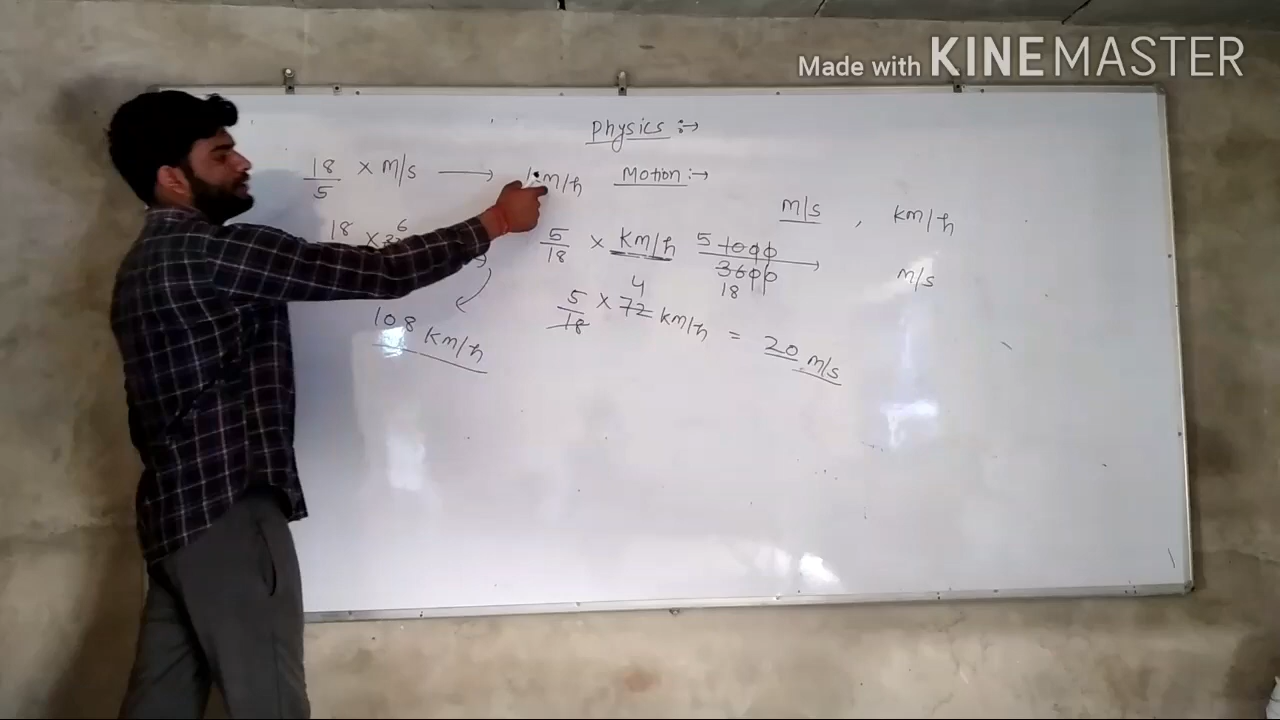 Made with KINEMASTER
Physics :→
18/5 × m/s → km/h Motion :→
m/s , km/h
18 × 6
5/18 × km/h 5 1000/3600 18 → m/s
5/18 × 72 4 km/h = 20 m/s
108 km/h